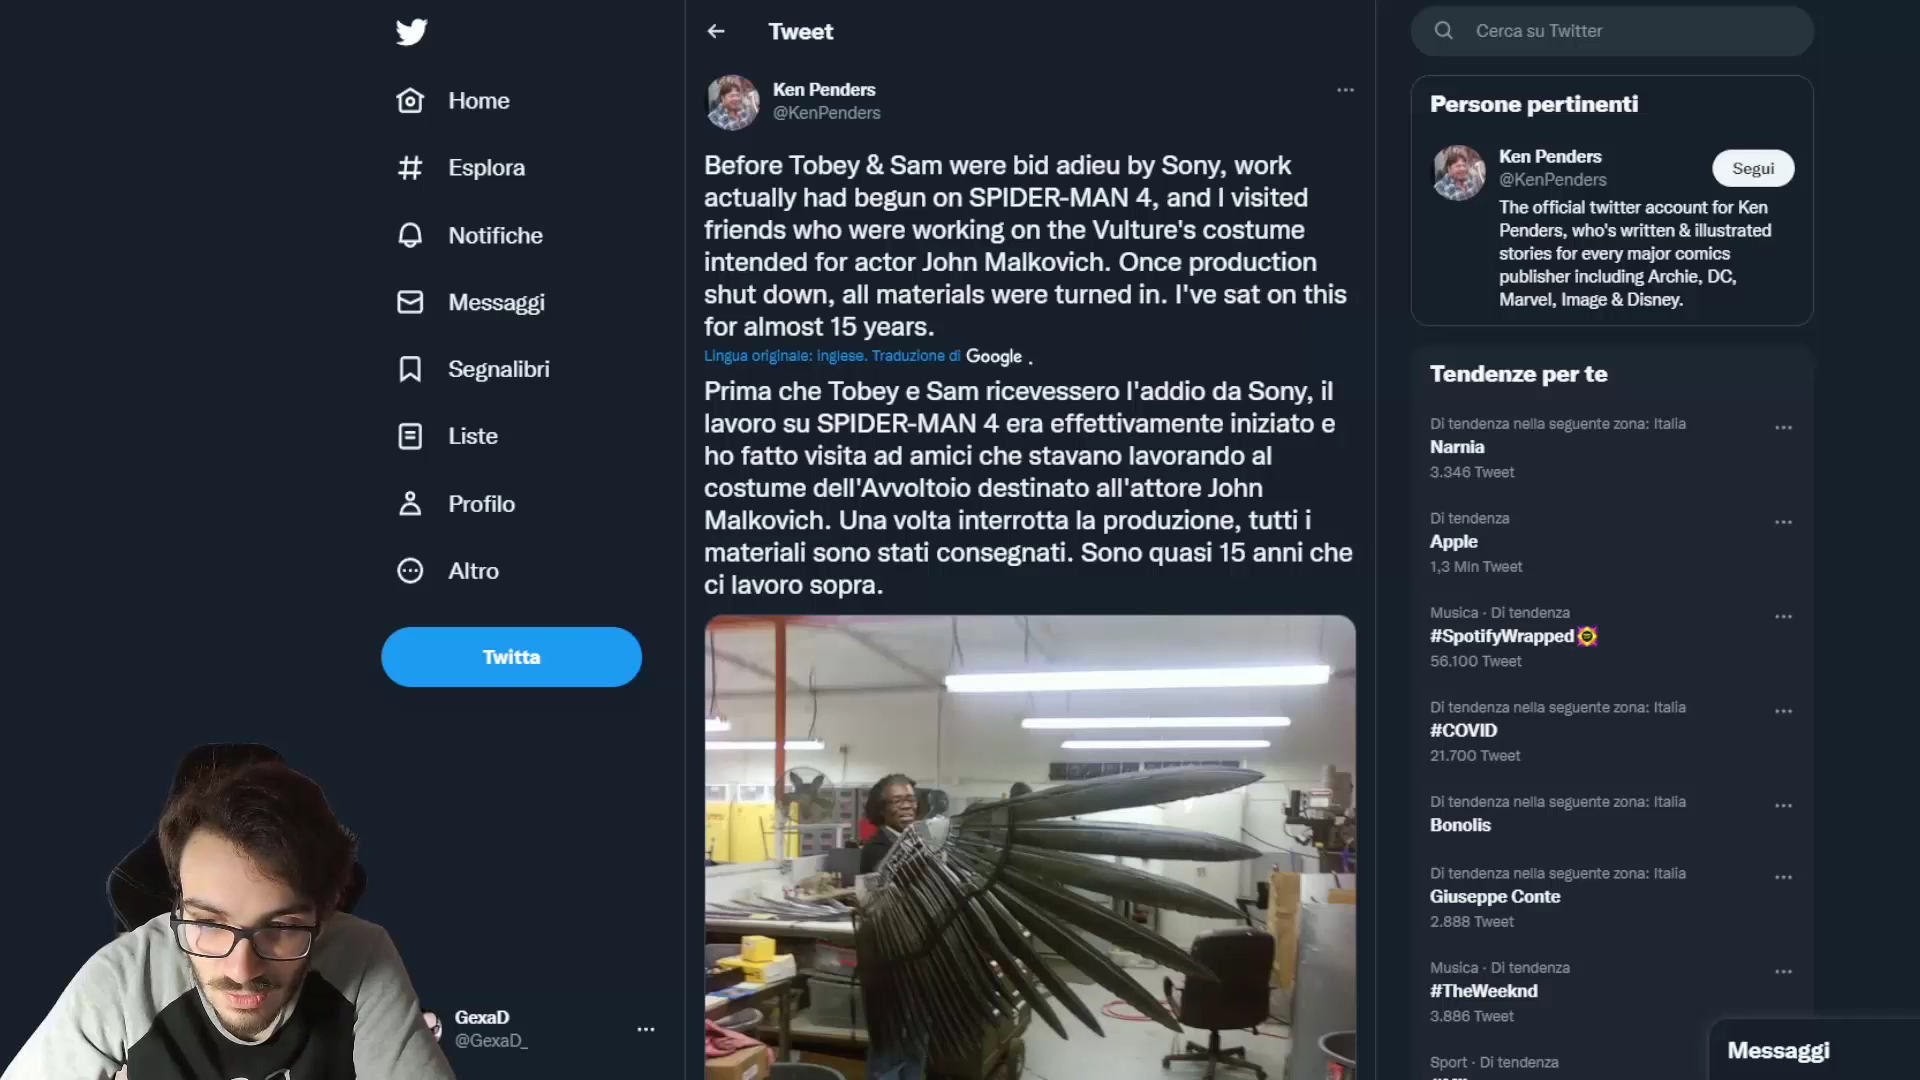 Home
Esplora
Notifiche
Messaggi
Segnalibri
Liste
Profilo
Altro
Twitta
GexaD
@GexaD_
Tweet
Ken Penders
@KenPenders
Before Tobey & Sam were bid adieu by Sony, work
actually had begun on SPIDER-MAN 4, and I visited
friends who were working on the Vulture's costume
intended for actor John Malkovich. Once production
shut down, all materials were turned in. I've sat on this
for almost 15 years.
Lingua originale: inglese. Traduzione di Google .
Prima che Tobey e Sam ricevessero l'addio da Sony, il
lavoro su SPIDER-MAN 4 era effettivamente iniziato e
ho fatto visita ad amici che stavano lavorando al
costume dell'Avvoltoio destinato all'attore John
Malkovich. Una volta interrotta la produzione, tutti i
materiali sono stati consegnati. Sono quasi 15 anni che
ci lavoro sopra.
Cerca su Twitter
Persone pertinenti
Ken Penders
@KenPenders
Segui
The official twitter account for Ken
Penders, who's written & illustrated
stories for every major comics
publisher including Archie, DC,
Marvel, Image & Disney.
Tendenze per te
Di tendenza nella seguente zona: Italia
Narnia
3.346 Tweet
Di tendenza
Apple
1,3 Mln Tweet
Musica · Di tendenza
#SpotifyWrapped
56.100 Tweet
Di tendenza nella seguente zona: Italia
#COVID
21.700 Tweet
Di tendenza nella seguente zona: Italia
Bonolis
Di tendenza nella seguente zona: Italia
Giuseppe Conte
2.888 Tweet
Musica · Di tendenza
#TheWeeknd
3.886 Tweet
Sport · Di tendenza
Messaggi